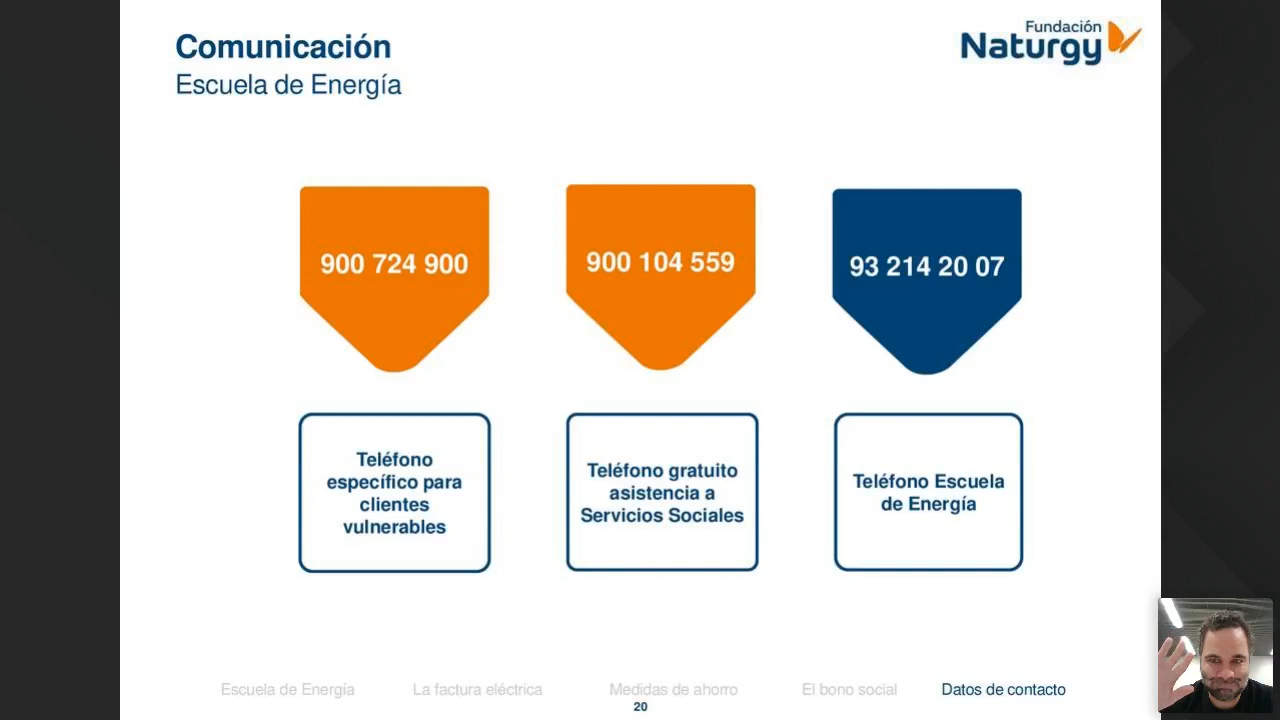 Comunicación
Escuela de Energía
Fundación
Naturgy
900 724 900
900 104 559
93 214 20 07
Teléfono
específico para
clientes
vulnerables
Teléfono gratuito
asistencia a
Servicios Sociales
Teléfono Escuela
de Energía
Escuela de Energía
La factura eléctrica
Medidas de ahorro
El bono social
Datos de contacto
20